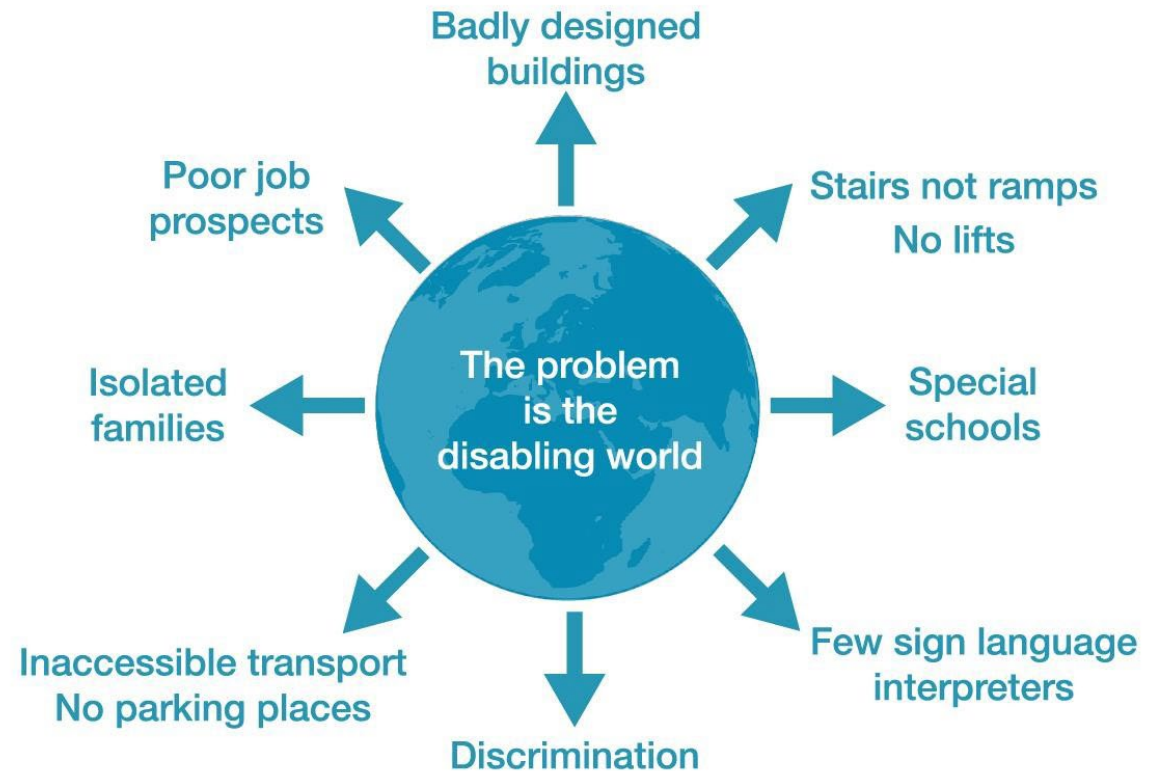 Badly designed
buildings
Poor job
prospects
Stairs not ramps
No lifts
Isolated
families
The problem
is the
disabling world
Special
schools
Inaccessible transport
No parking places
Few sign language
interpreters
Discrimination